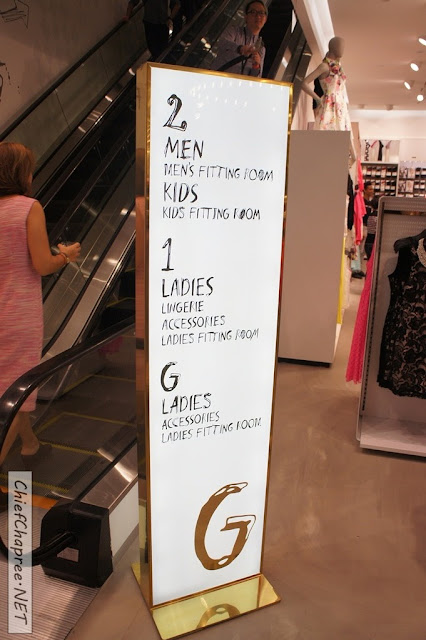 2
MEN
MEN'S FITTING ROOM
KIDS
KIDS FITTING ROOM
1
LADIES
LINGERIE
ACCESSORIES
LADIES FITTING ROOM
G
LADIES
ACCESSORIES
LADIES FITTING ROOM
G
ChiefChapree.NET